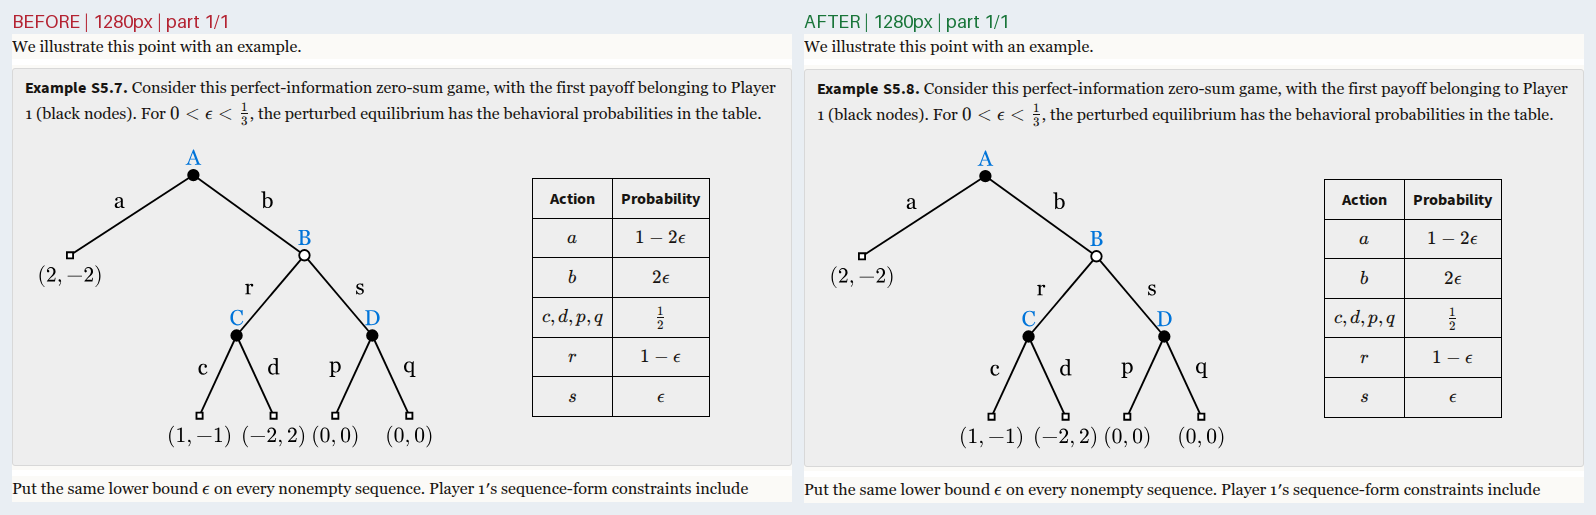 BEFORE | 1280px | part 1/1
We illustrate this point with an example.
Example S5.7. Consider this perfect-information zero-sum game, with the first payoff belonging to Player
1 (black nodes). For 0 < ϵ < 1/3, the perturbed equilibrium has the behavioral probabilities in the table.
A
a b
B
(2, −2)
r s
C D
c d p q
(1, −1) (−2, 2) (0, 0) (0, 0)
Action Probability
a 1 − 2ϵ
b 2ϵ
c, d, p, q 1/2
r 1 − ϵ
s ϵ
Put the same lower bound ϵ on every nonempty sequence. Player 1′s sequence-form constraints include
AFTER | 1280px | part 1/1
We illustrate this point with an example.
Example S5.8. Consider this perfect-information zero-sum game, with the first payoff belonging to Player
1 (black nodes). For 0 < ϵ < 1/3, the perturbed equilibrium has the behavioral probabilities in the table.
A
a b
B
(2, −2)
r s
C D
c d p q
(1, −1) (−2, 2) (0, 0) (0, 0)
Action Probability
a 1 − 2ϵ
b 2ϵ
c, d, p, q 1/2
r 1 − ϵ
s ϵ
Put the same lower bound ϵ on every nonempty sequence. Player 1′s sequence-form constraints include